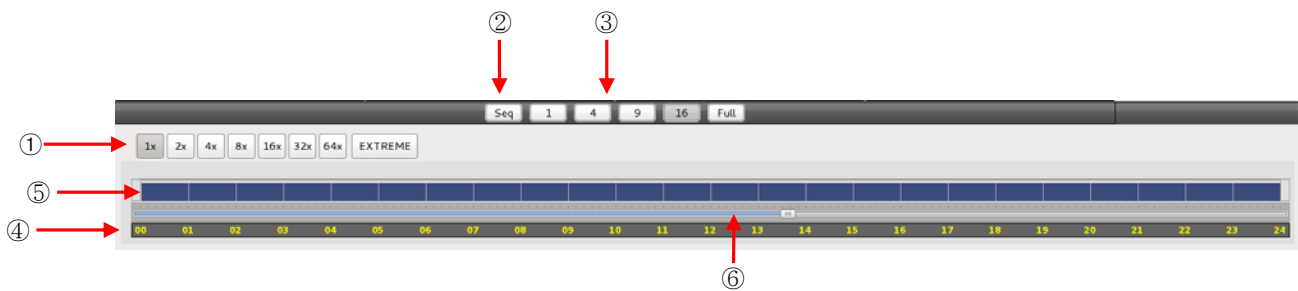 ② ③
Seq 1 4 9 16 Full
① 1x 2x 4x 8x 16x 32x 64x EXTREME
⑤
④ 00 01 02 03 04 05 06 07 08 09 10 11 12 13 14 15 16 17 18 19 20 21 22 23 24
⑥